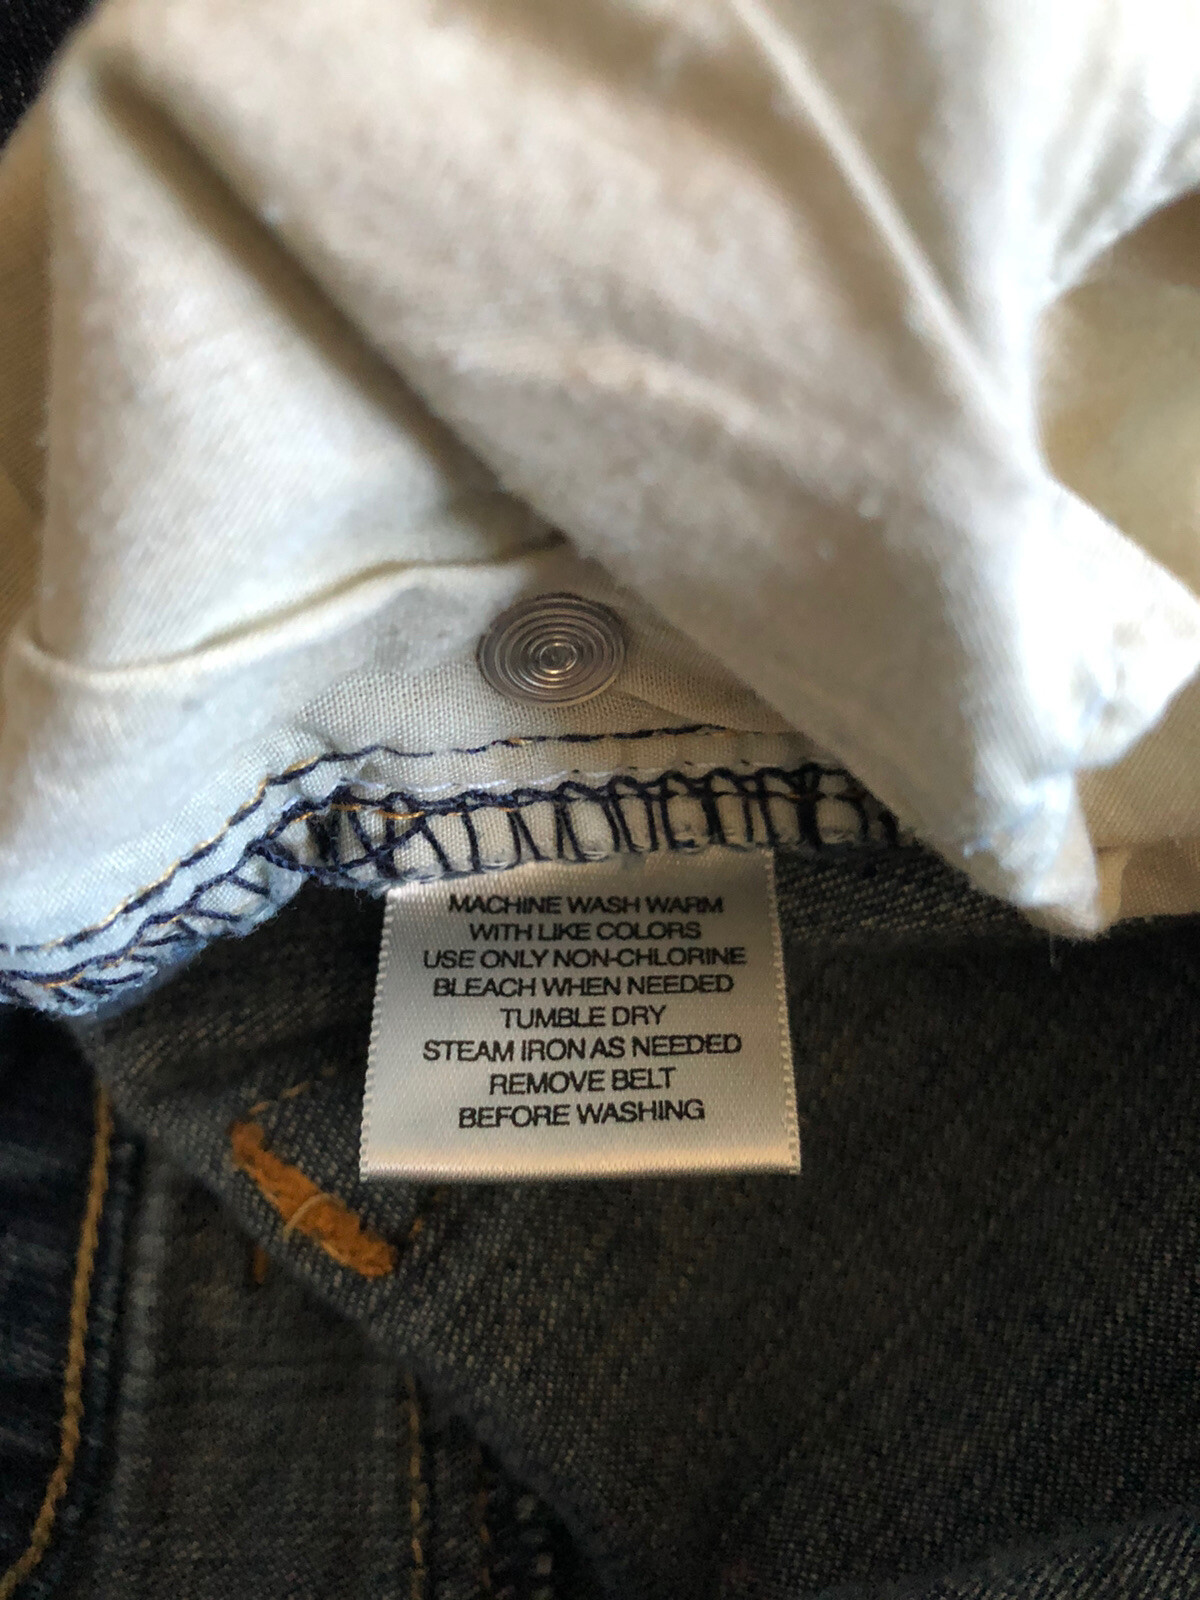 MACHINE WASH WARM
WITH LIKE COLORS
USE ONLY NON-CHLORINE
BLEACH WHEN NEEDED
TUMBLE DRY
STEAM IRON AS NEEDED
REMOVE BELT
BEFORE WASHING